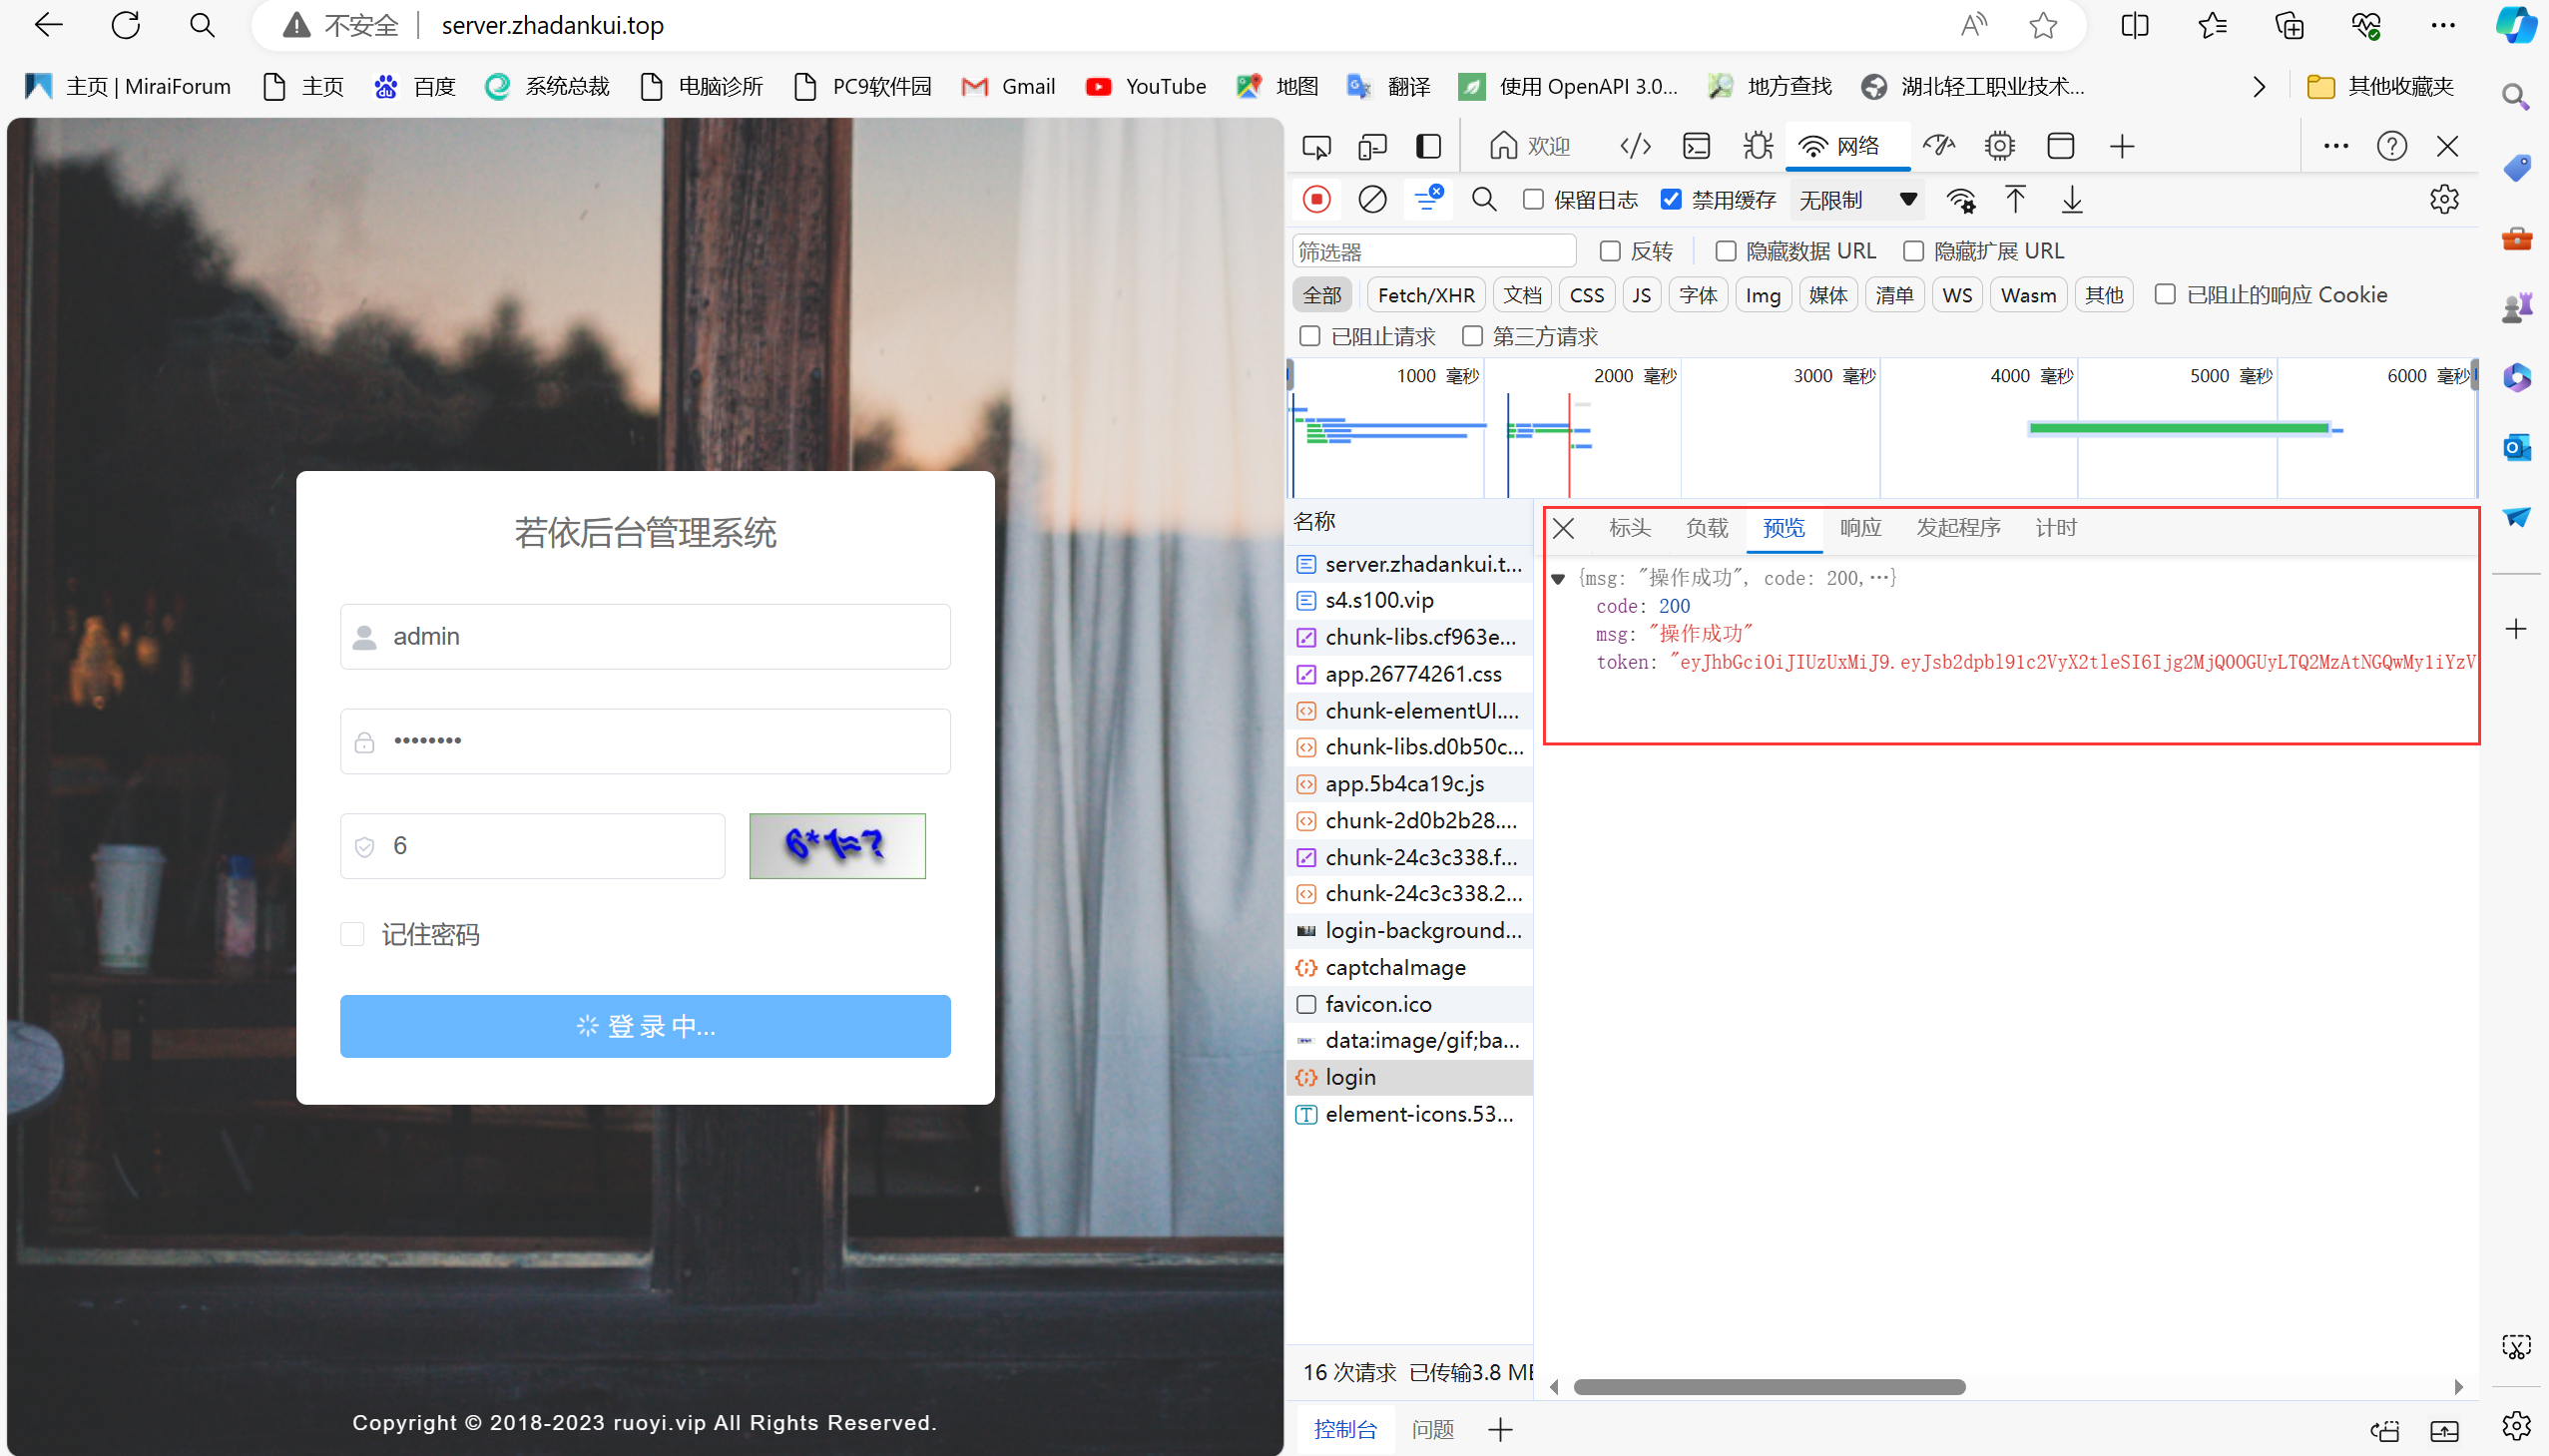 不安全 server.zhadankui.top
主页 | MiraiForum 主页 百度 系统总裁 电脑诊所 PC9软件园 Gmail YouTube 地图 翻译 使用 OpenAPI 3.0... 地方查找 湖北轻工职业技术... 其他收藏夹
欢迎 网络
保留日志 禁用缓存 无限制
筛选器 反转 隐藏数据 URL 隐藏扩展 URL
全部 Fetch/XHR 文档 CSS JS 字体 Img 媒体 清单 WS Wasm 其他 已阻止的响应 Cookie
已阻止请求 第三方请求
1000 毫秒 2000 毫秒 3000 毫秒 4000 毫秒 5000 毫秒 6000 毫秒
名称
server.zhadankui.t...
s4.s100.vip
chunk-libs.cf963e...
app.26774261.css
chunk-elementUI....
chunk-libs.d0b50c...
app.5b4ca19c.js
chunk-2d0b2b28....
chunk-24c3c338.f...
chunk-24c3c338.2...
login-background...
captchaImage
favicon.ico
data:image/gif;ba...
login
element-icons.53...
16 次请求 已传输3.8 ME
标头 负载 预览 响应 发起程序 计时
{msg: "操作成功", code: 200,…}
code: 200
msg: "操作成功"
token: "eyJhbGciOiJIUzUxMiJ9.eyJsb2dpbl91c2VyX2tleSI6Ijg2MjQ0OGUyLTQ2MzAtNGQwMy1iYzV
控制台 问题
若依后台管理系统
admin
••••••••
6
6*1=?
记住密码
登 录 中...
Copyright © 2018-2023 ruoyi.vip All Rights Reserved.